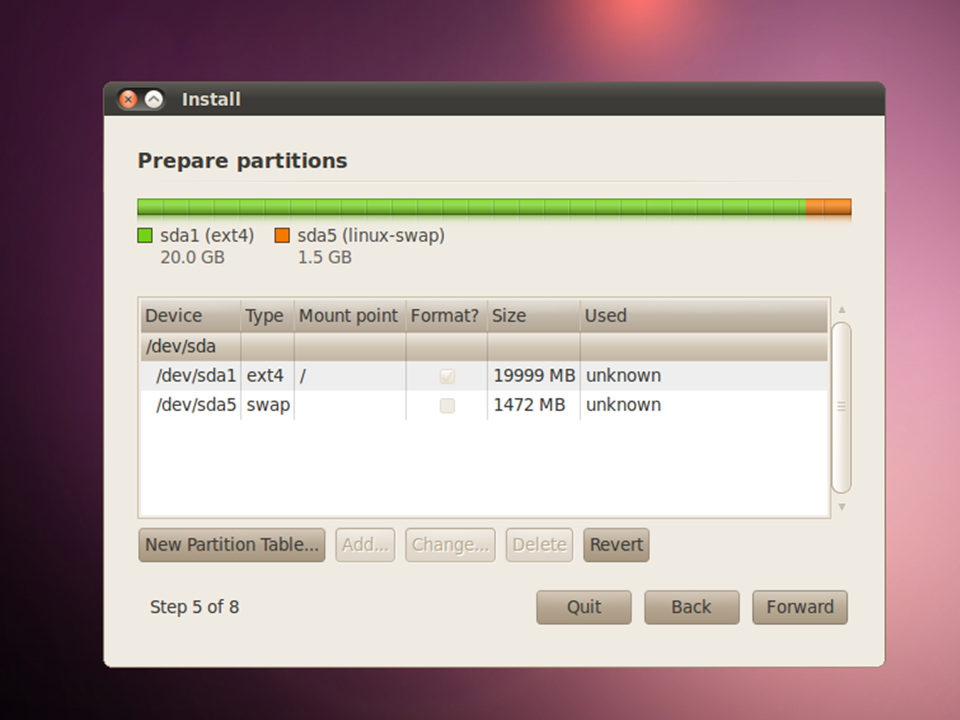 Install
Prepare partitions
sda1 (ext4) sda5 (linux-swap)
20.0 GB 1.5 GB
Device Type Mount point Format? Size Used
/dev/sda
/dev/sda1 ext4 / 19999 MB unknown
/dev/sda5 swap 1472 MB unknown
New Partition Table... Add... Change... Delete Revert
Step 5 of 8 Quit Back Forward